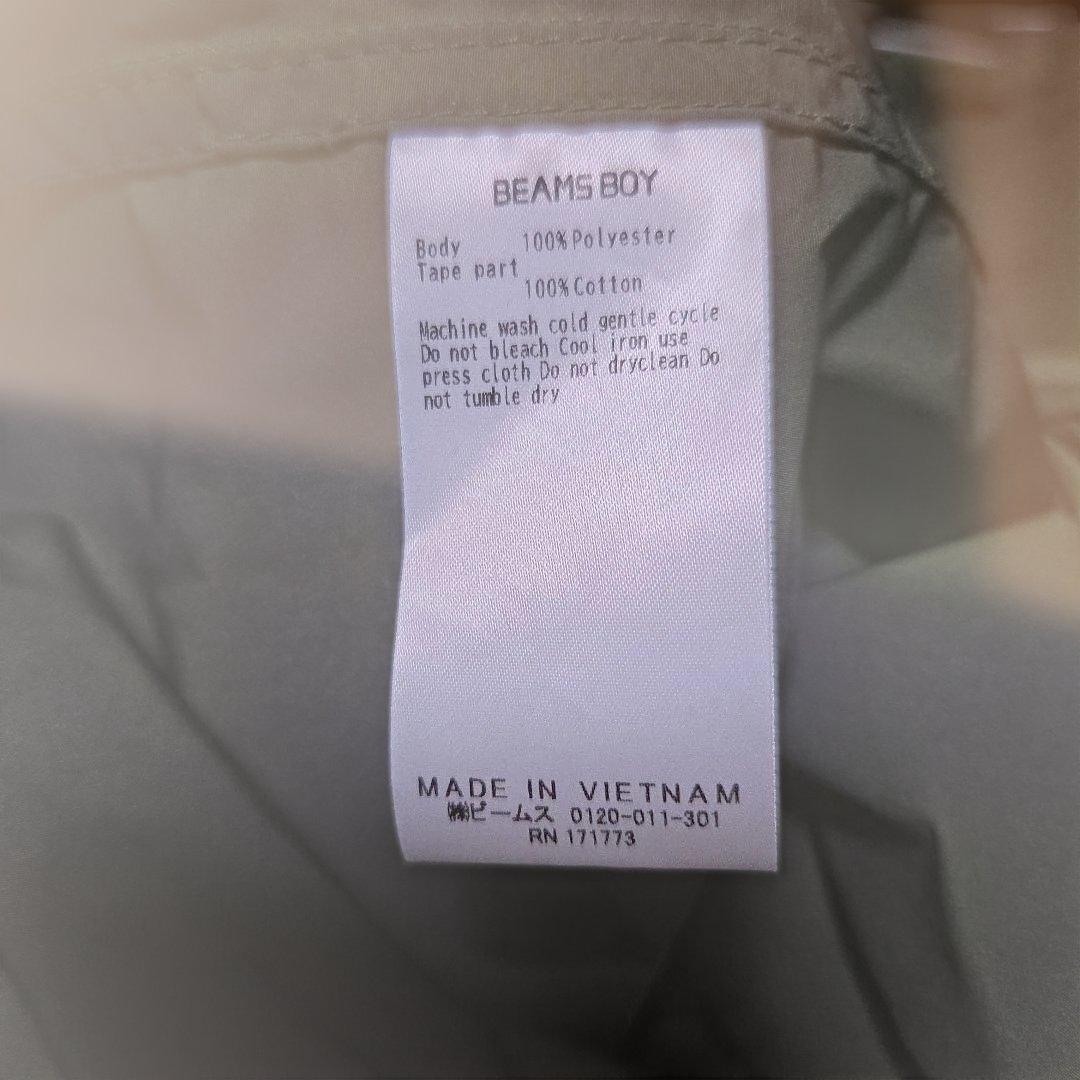 BEAMS BOY
Body 100%Polyester
Tape part
100%Cotton
Machine wash cold gentle cycle
Do not bleach Cool iron use
press cloth Do not dryclean Do
not tumble dry
MADE IN VIETNAM
㈱ビームス 0120-011-301
RN 171773